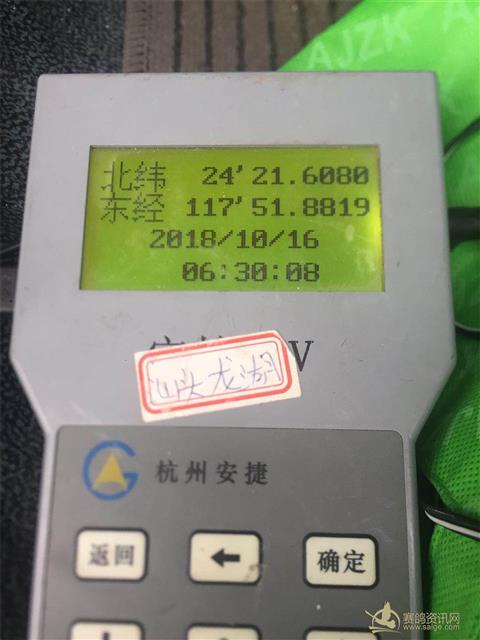 AJZK
北纬 24'21.6080
东经 117'51.8819
2018/10/16
06:30:08
V
汕头龙湖
杭州安捷
返回
←
确定
赛鸽资讯网
www.saige.com